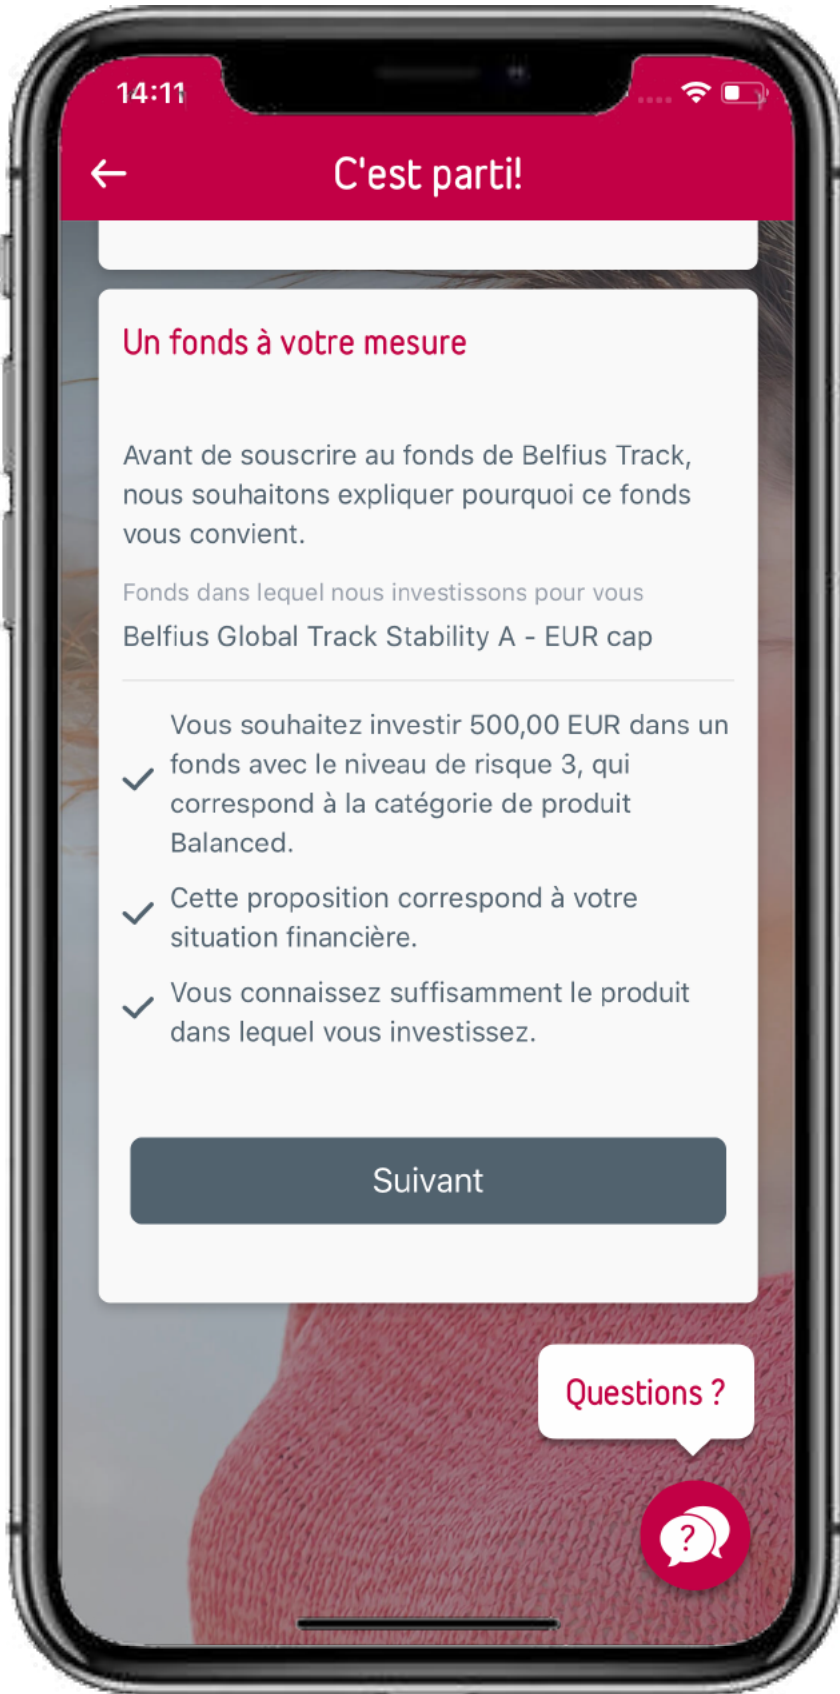 14:11
C'est parti!
Un fonds à votre mesure
Avant de souscrire au fonds de Belfius Track,
nous souhaitons expliquer pourquoi ce fonds
vous convient.
Fonds dans lequel nous investissons pour vous
Belfius Global Track Stability A - EUR cap
Vous souhaitez investir 500,00 EUR dans un
fonds avec le niveau de risque 3, qui
correspond à la catégorie de produit
Balanced.
Cette proposition correspond à votre
situation financière.
Vous connaissez suffisamment le produit
dans lequel vous investissez.
Suivant
Questions ?
?